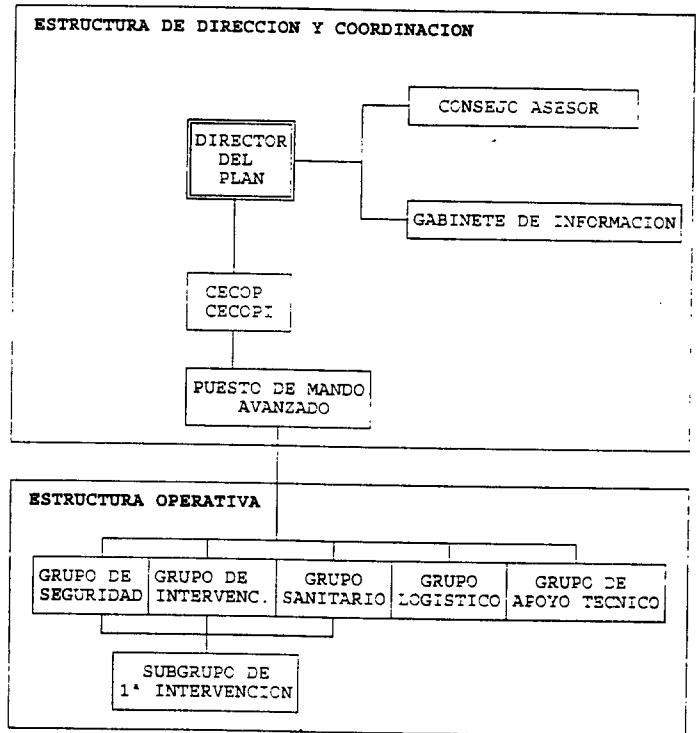 ESTRUCTURA DE DIRECCION Y COORDINACION
CONSEJO ASESOR
DIRECTOR
DEL
PLAN
GABINETE DE INFORMACION
CECOP
CECOPI
PUESTO DE MANDO
AVANZADO
ESTRUCTURA OPERATIVA
GRUPO DE
SEGURIDAD
GRUPO DE
INTERVENC.
GRUPO
SANITARIO
GRUPO
LOGISTICO
GRUPO DE
APOYO TECNICO
SUBGRUPO DE
1ª INTERVENCION